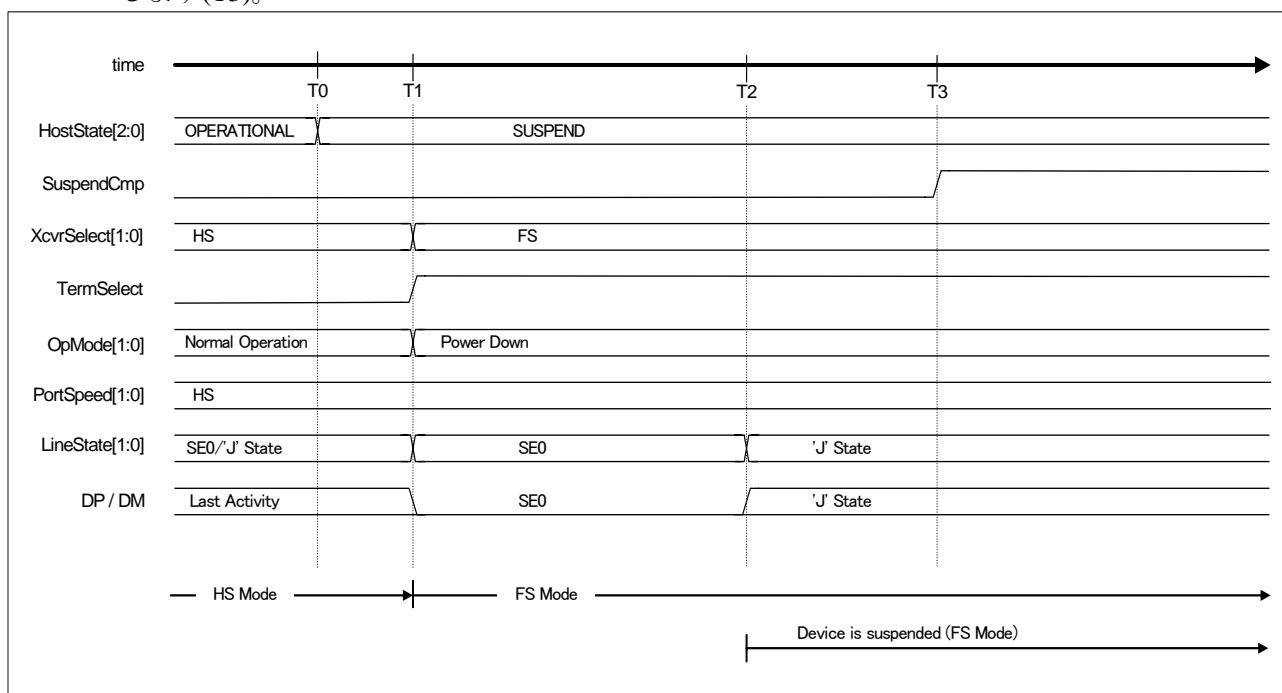 time
T0 T1 T2 T3
HostState[2:0] OPERATIONAL SUSPEND
SuspendCmp
XcvrSelect[1:0] HS FS
TermSelect
OpMode[1:0] Normal Operation Power Down
PortSpeed[1:0] HS
LineState[1:0] SE0/'J' State SE0 'J' State
DP / DM Last Activity SE0 'J' State
HS Mode FS Mode
Device is suspended (FS Mode)